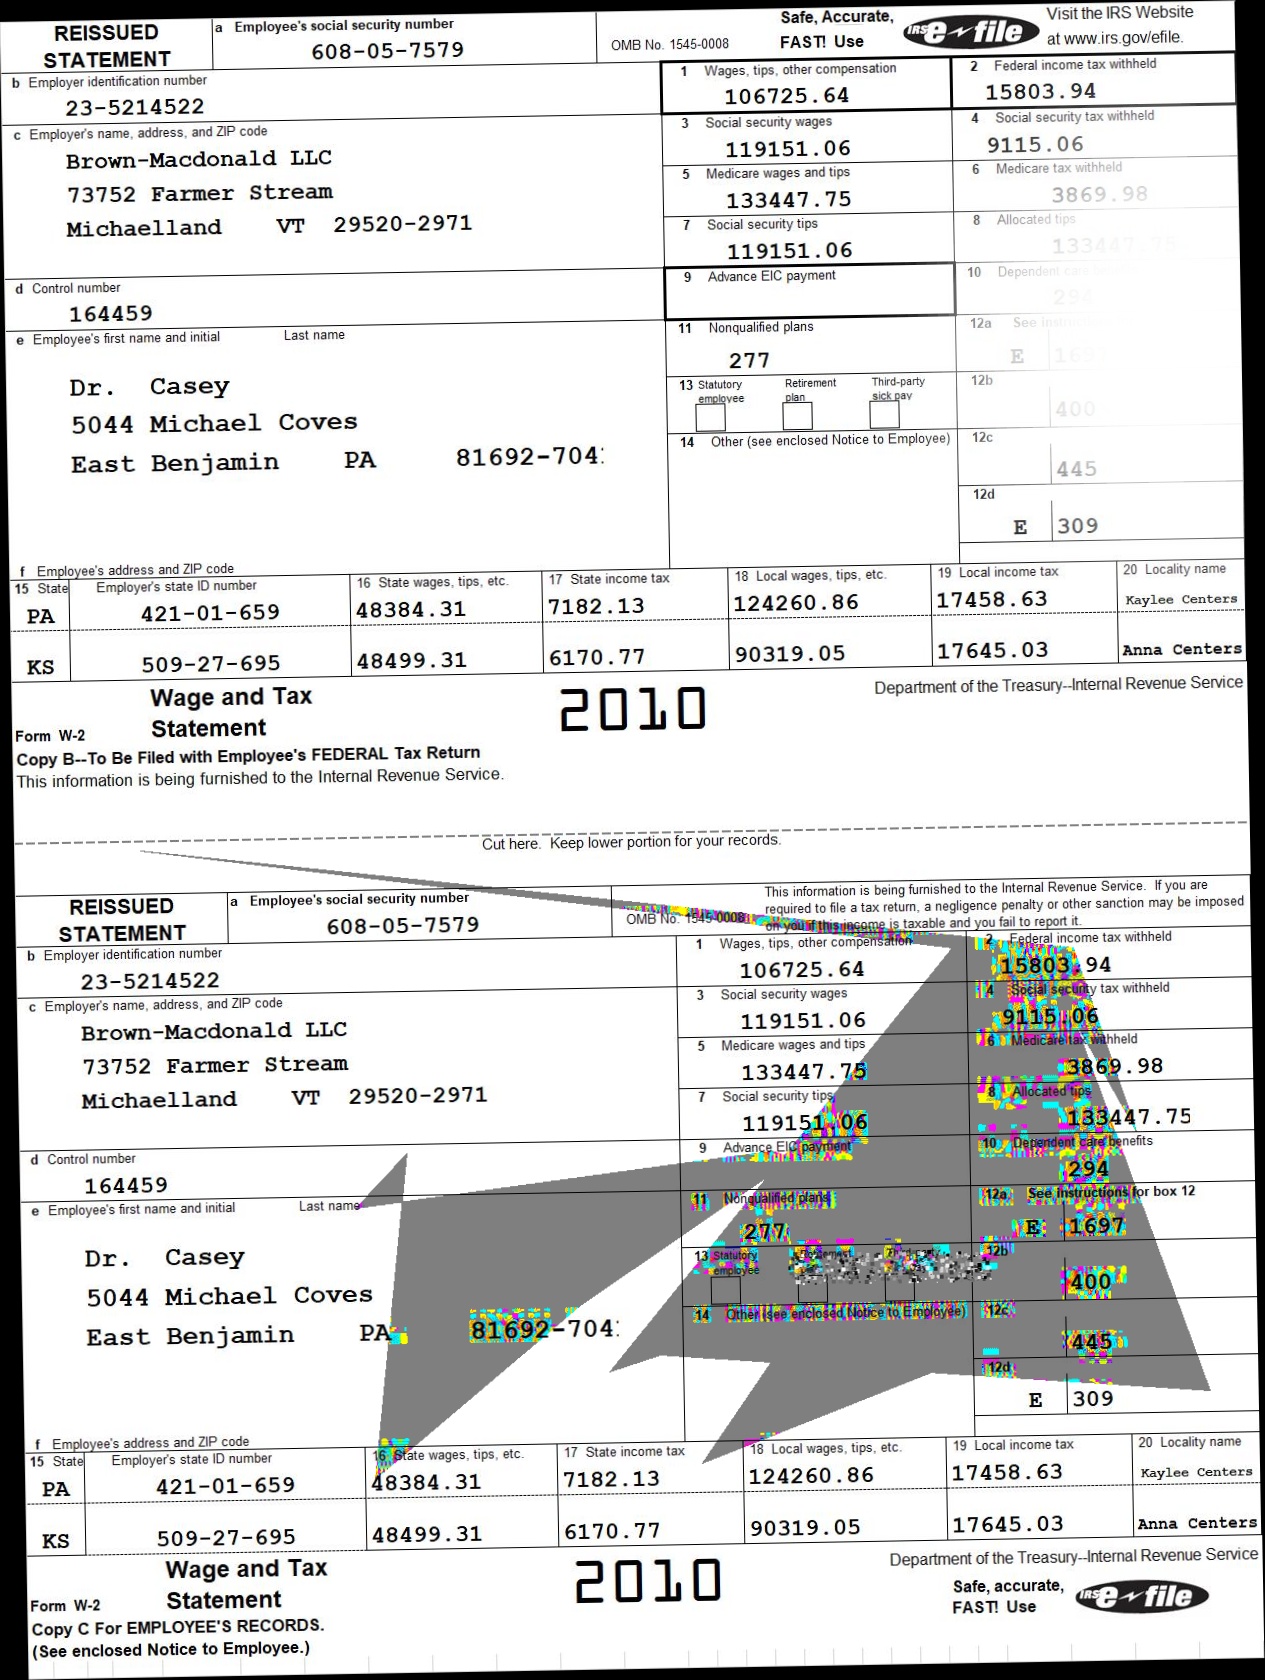 REISSUED
STATEMENT
a Employee's social security number
608-05-7579
OMB No. 1545-0008
Safe, Accurate,
FAST! Use
IRS e file
Visit the IRS Website
at www.irs.gov/efile.
b Employer identification number
23-5214522
1 Wages, tips, other compensation
106725.64
2 Federal income tax withheld
15803.94
c Employer's name, address, and ZIP code
Brown-Macdonald LLC
73752 Farmer Stream
Michaelland VT 29520-2971
3 Social security wages
119151.06
4 Social security tax withheld
9115.06
5 Medicare wages and tips
133447.75
6 Medicare tax withheld
3869.98
7 Social security tips
119151.06
8 Allocated tips
133447.75
d Control number
164459
9 Advance EIC payment
10 Dependent care
294
e Employee's first name and initial Last name
Dr. Casey
5044 Michael Coves
East Benjamin PA 81692-704
11 Nonqualified plans
277
12a See
E 1697
13 Statutory employee
Retirement plan
Third-party sick pay
12b
400
14 Other (see enclosed Notice to Employee)
12c
445
12d
E 309
f Employee's address and ZIP code
15 State Employer's state ID number 16 State wages, tips, etc. 17 State income tax 18 Local wages, tips, etc. 19 Local income tax 20 Locality name
PA 421-01-659 48384.31 7182.13 124260.86 17458.63 Kaylee Centers
KS 509-27-695 48499.31 6170.77 90319.05 17645.03 Anna Centers
Form W-2 Wage and Tax
Statement
2010
Department of the Treasury--Internal Revenue Service
Copy B--To Be Filed with Employee's FEDERAL Tax Return
This information is being furnished to the Internal Revenue Service.
Cut here. Keep lower portion for your records.
REISSUED
STATEMENT
a Employee's social security number
608-05-7579
OMB No. 1545-0008
This information is being furnished to the Internal Revenue Service. If you are
required to file a tax return, a negligence penalty or other sanction may be imposed
on you if this income is taxable and you fail to report it.
b Employer identification number
23-5214522
1 Wages, tips, other compensation
106725.64
2 Federal income tax withheld
15803.94
c Employer's name, address, and ZIP code
Brown-Macdonald LLC
73752 Farmer Stream
Michaelland VT 29520-2971
3 Social security wages
119151.06
4 Social security tax withheld
9115.06
5 Medicare wages and tips
133447.75
6 Medicare tax withheld
3869.98
7 Social security tips
119151.06
8 Allocated tips
133447.75
d Control number
164459
9 Advance EIC payment
10 Dependent care benefits
294
e Employee's first name and initial Last name
Dr. Casey
5044 Michael Coves
East Benjamin PA 81692-704
11 Nonqualified plans
277
12a See instructions for box 12
E 1697
13 Statutory employee
12b
400
14 Other (see enclosed Notice to Employee)
12c
445
12d
E 309
f Employee's address and ZIP code
15 State Employer's state ID number 16 State wages, tips, etc. 17 State income tax 18 Local wages, tips, etc. 19 Local income tax 20 Locality name
PA 421-01-659 48384.31 7182.13 124260.86 17458.63 Kaylee Centers
KS 509-27-695 48499.31 6170.77 90319.05 17645.03 Anna Centers
Form W-2 Wage and Tax
Statement
2010
Department of the Treasury--Internal Revenue Service
Safe, accurate,
FAST! Use
IRS e file
Copy C For EMPLOYEE'S RECORDS.
(See enclosed Notice to Employee.)